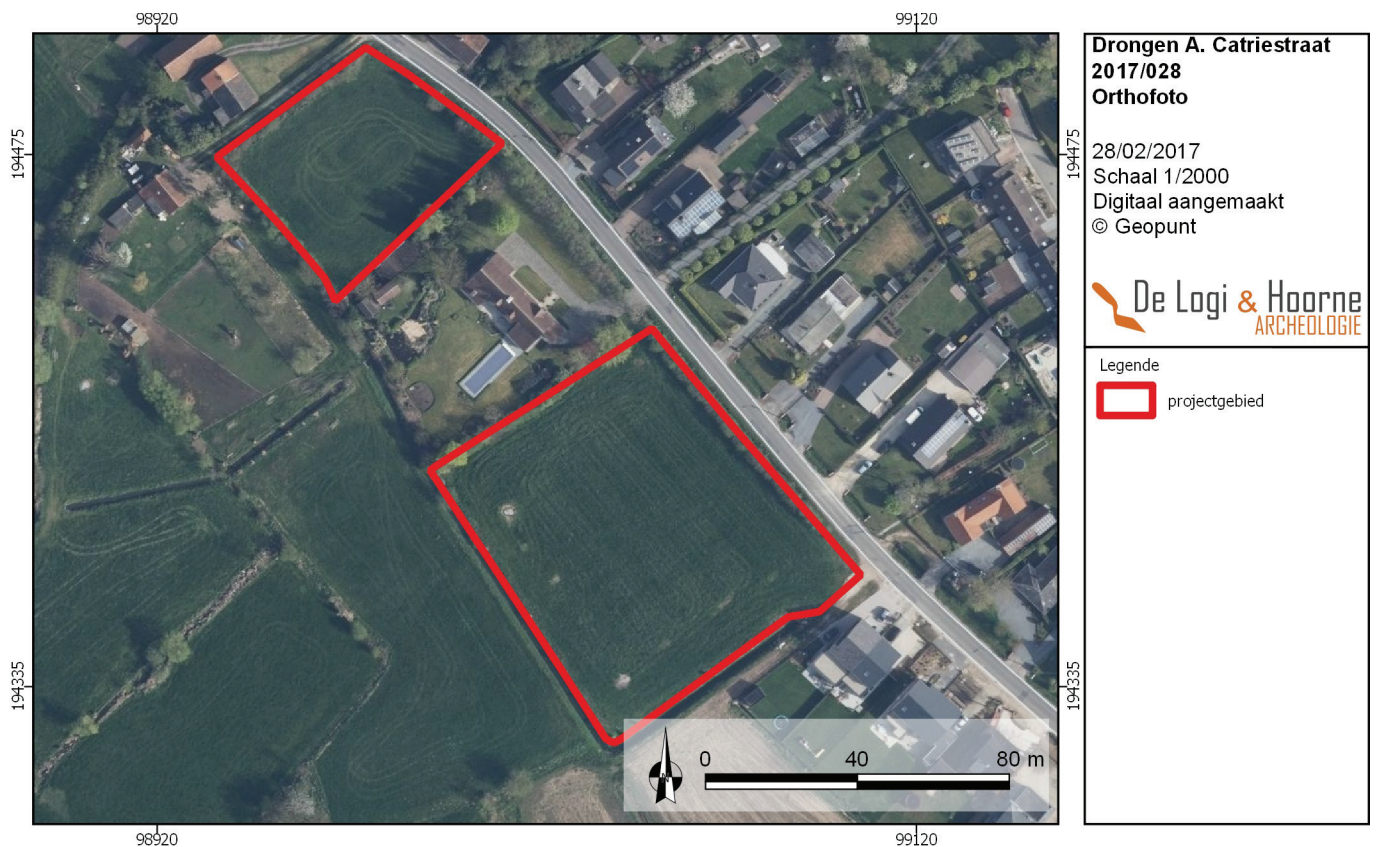 98920
99120
194475
194475
194335
194335
98920
99120
N
0
40
80 m
Drongen A. Catriestraat
2017/028
Orthofoto
28/02/2017
Schaal 1/2000
Digitaal aangemaakt
© Geopunt
De Logi & Hoorne
ARCHEOLOGIE
Legende
projectgebied